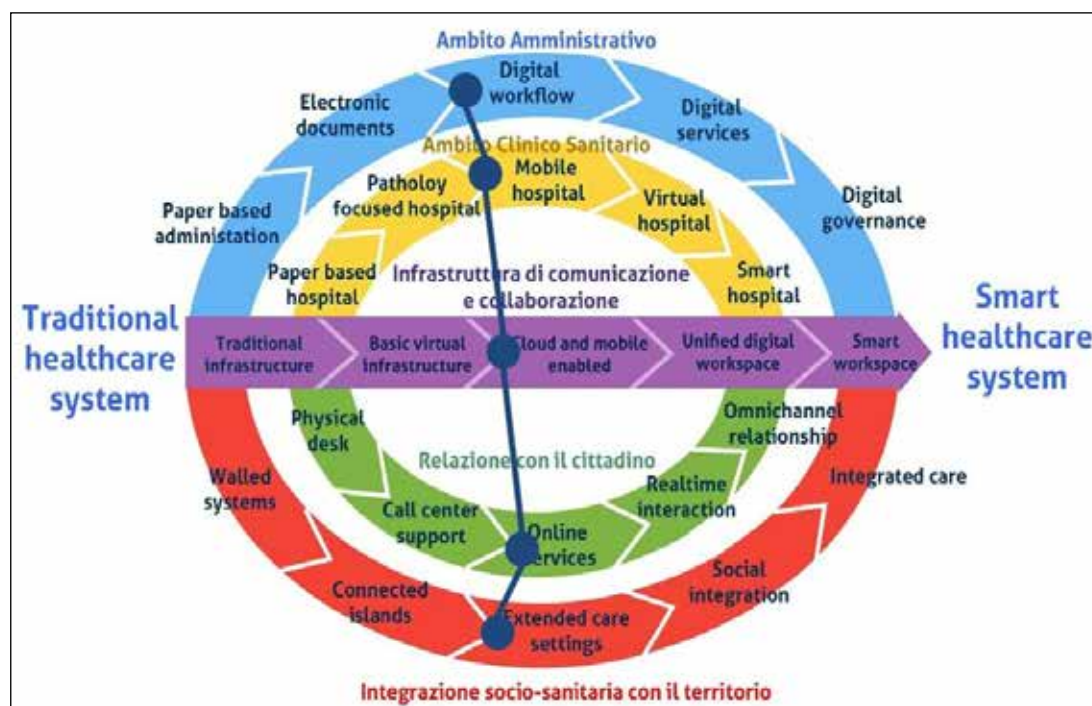 Ambito Amministrativo
Digital
workflow
Electronic
documents
Digital
services
Ambito Clinico Sanitario
Patholoy
focused hospital
Mobile
hospital
Virtual
hospital
Paper based
administation
Digital
governance
Paper based
hospital
Infrastruttura di comunicazione
e collaborazione
Smart
hospital
Traditional
healthcare
system
Traditional
infrastructure
Basic virtual
infrastructure
Cloud and mobile
enabled
Unified digital
workspace
Smart
workspace
Smart
healthcare
system
Physical
desk
Omnichannel
relationship
Walled
systems
Relazione con il cittadino
Integrated care
Call center
support
Online
services
Realtime
interaction
Connected
islands
Extended care
settings
Social
integration
Integrazione socio-sanitaria con il territorio